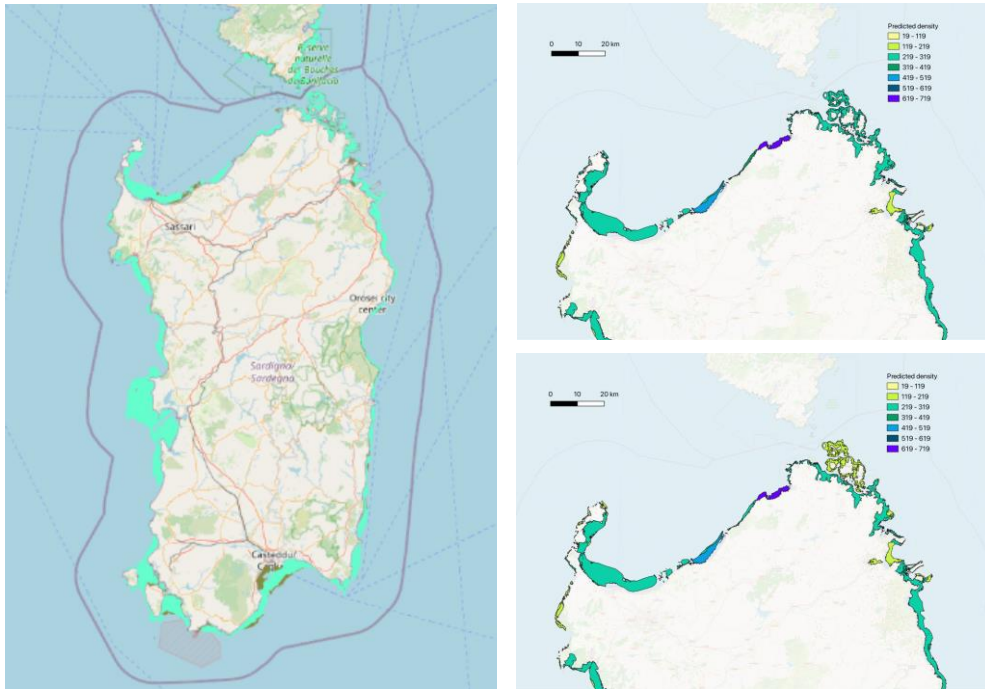 Réserve
naturelle
des Bouches
de Bonifacio
Sassari
Orosei city
center
Sardigna/
Sardegna
Casteddu/
0 10 20 km
Predicted density
19 - 119
119 - 219
219 - 319
319 - 419
419 - 519
519 - 619
619 - 719
0 10 20 km
Predicted density
19 - 119
119 - 219
219 - 319
319 - 419
419 - 519
519 - 619
619 - 719